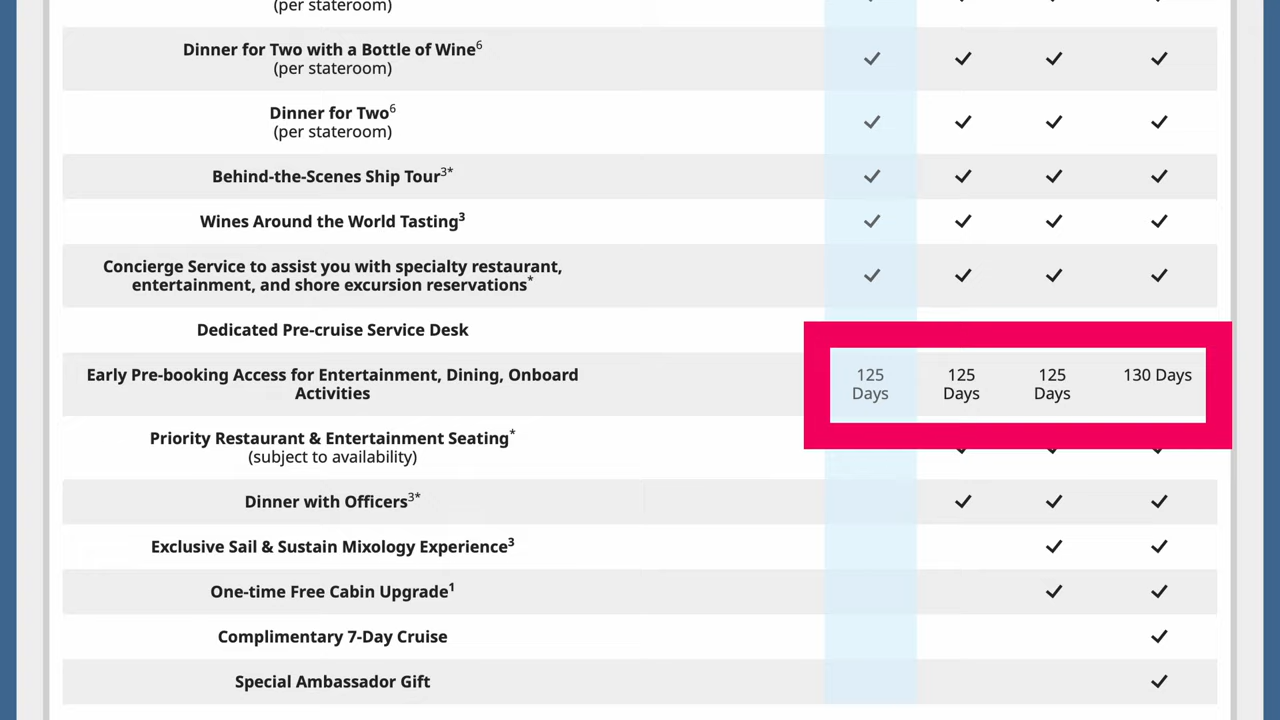 (per stateroom)
Dinner for Two with a Bottle of Wine⁶
(per stateroom)
Dinner for Two⁶
(per stateroom)
Behind-the-Scenes Ship Tour³*
Wines Around the World Tasting³
Concierge Service to assist you with specialty restaurant,
entertainment, and shore excursion reservations*
Dedicated Pre-cruise Service Desk
Early Pre-booking Access for Entertainment, Dining, Onboard
Activities
125
Days
125
Days
125
Days
130 Days
Priority Restaurant & Entertainment Seating*
(subject to availability)
Dinner with Officers³*
Exclusive Sail & Sustain Mixology Experience³
One-time Free Cabin Upgrade¹
Complimentary 7-Day Cruise
Special Ambassador Gift